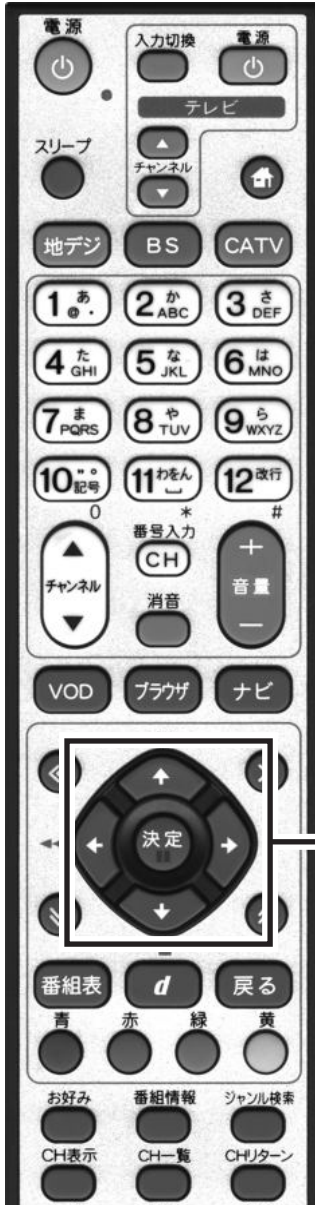 電源
入力切換 電源
テレビ
スリープ
チャンネル
地デジ BS CATV
1 あ @. 2 か ABC 3 さ DEF
4 た GHI 5 な JKL 6 は MNO
7 ま PQRS 8 や TUV 9 ら WXYZ
10 ゛゜ 記号 11 わをん 12 改行
0 * #
番号入力
CH
チャンネル
消音
+
音量
−
VOD ブラウザ ナビ
決定
番組表 d 戻る
青 赤 緑 黄
お好み 番組情報 ジャンル検索
CH表示 CH一覧 CHリターン